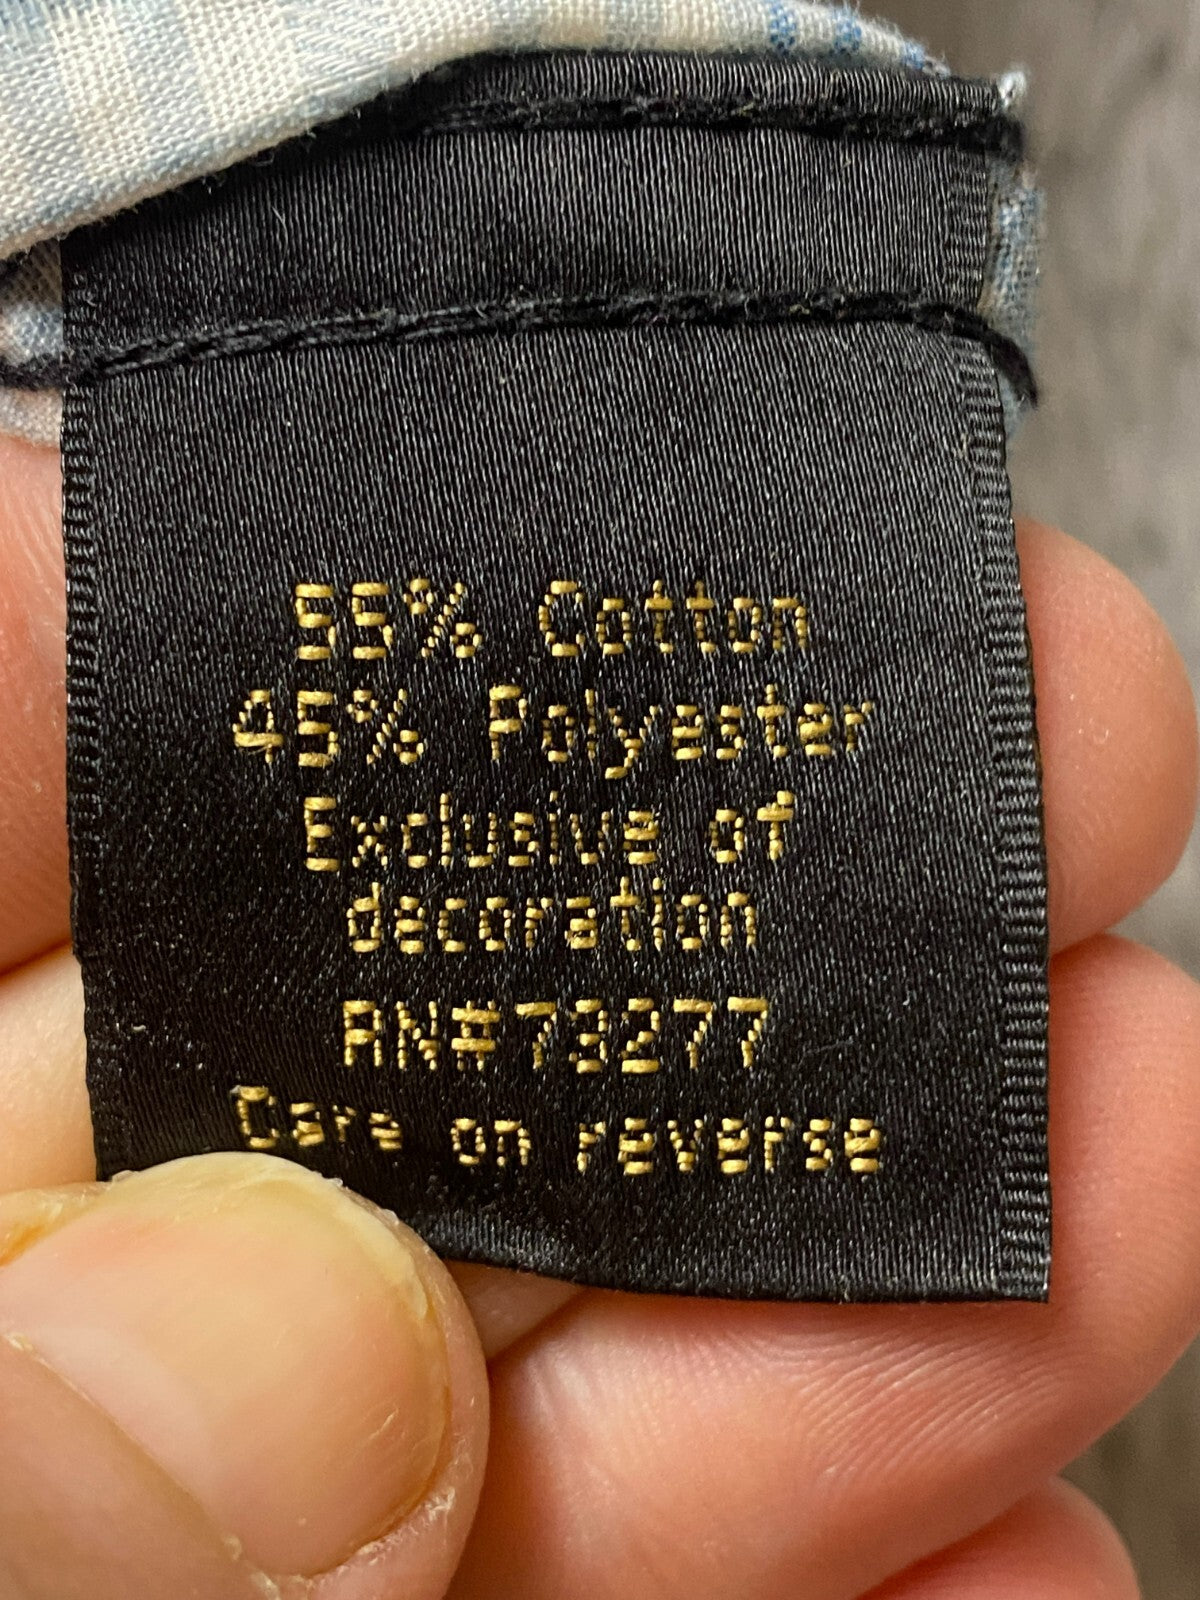 55% Cotton
45% Polyester
Exclusive of
decoration
RN#73277
Care on reverse